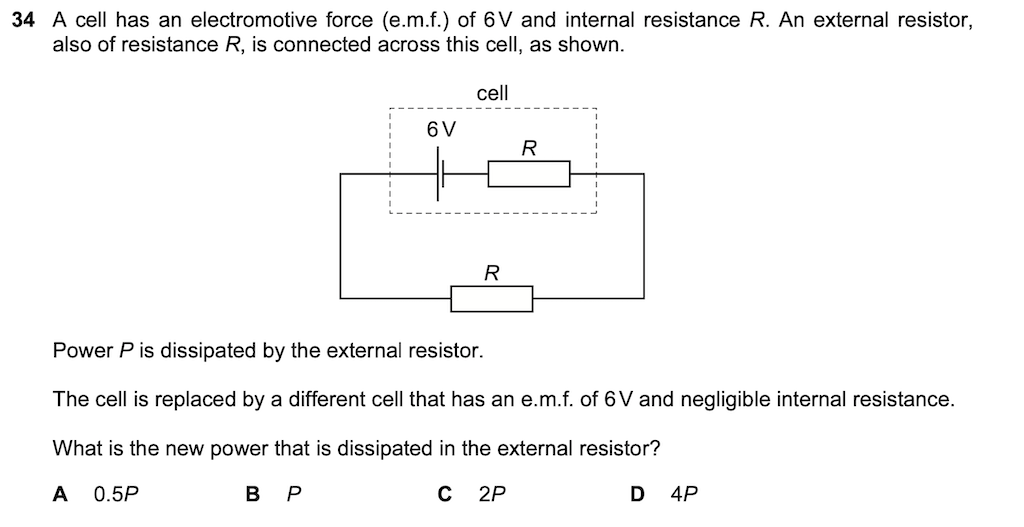 34 A cell has an electromotive force (e.m.f.) of 6 V and internal resistance R. An external resistor,
also of resistance R, is connected across this cell, as shown.
cell
6 V
R
R
Power P is dissipated by the external resistor.
The cell is replaced by a different cell that has an e.m.f. of 6 V and negligible internal resistance.
What is the new power that is dissipated in the external resistor?
A 0.5P B P C 2P D 4P